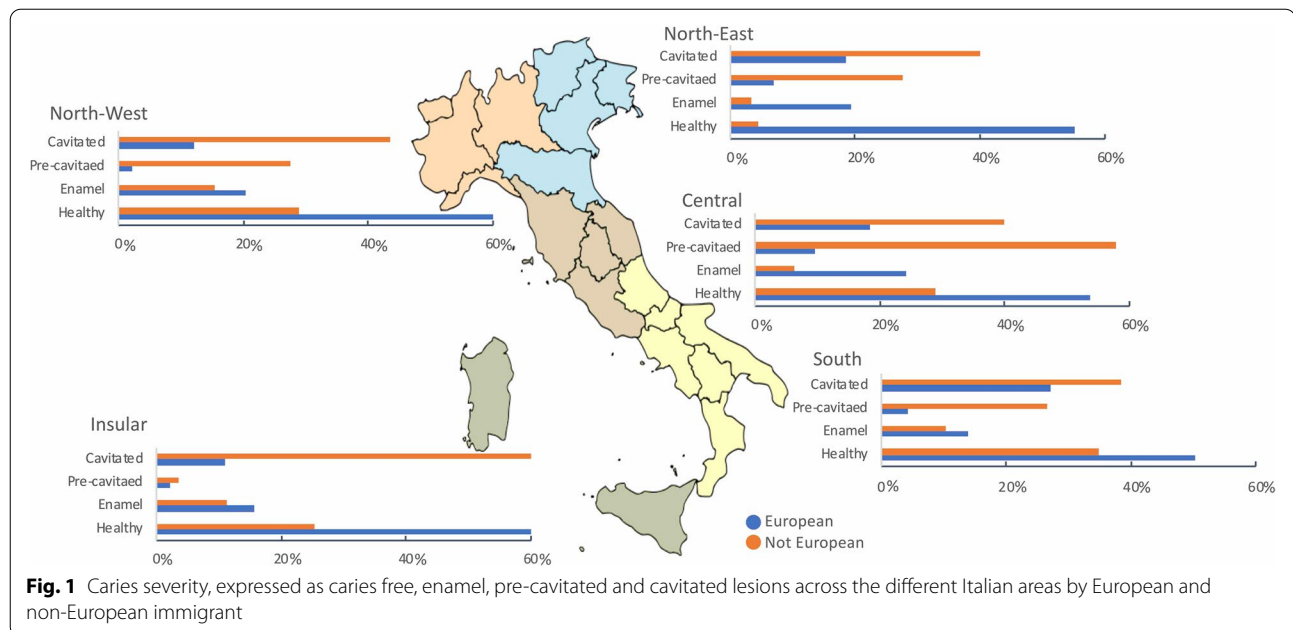 North-East
Cavitated
Pre-cavitaed
Enamel
Healthy
0% 20% 40% 60%
North-West
Cavitated
Pre-cavitaed
Enamel
Healthy
0% 20% 40% 60%
Central
Cavitated
Pre-cavitaed
Enamel
Healthy
0% 20% 40% 60%
South
Cavitated
Pre-cavitaed
Enamel
Healthy
0% 20% 40% 60%
Insular
Cavitated
Pre-cavitaed
Enamel
Healthy
0% 20% 40% 60%
European
Not European
Fig. 1 Caries severity, expressed as caries free, enamel, pre-cavitated and cavitated lesions across the different Italian areas by European and
non-European immigrant